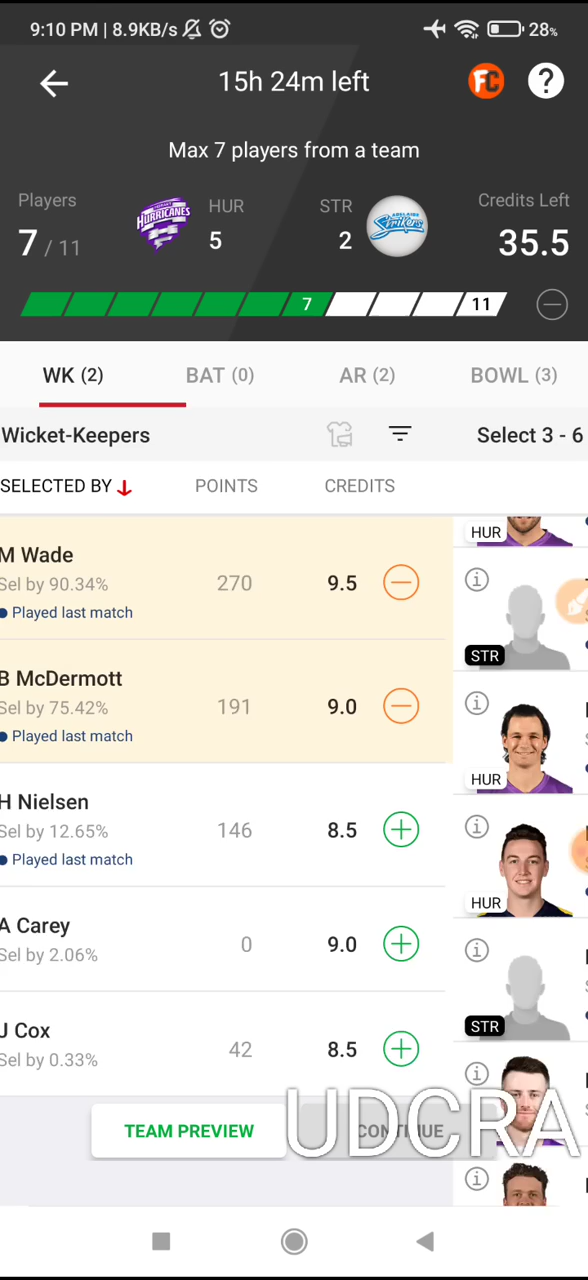 9:10 PM | 8.9KB/s 28%
15h 24m left FC ?
Max 7 players from a team
Players HUR STR Credits Left
7 / 11 HURRICANES 5 2 ADELAIDE Strikers 35.5
7 11
WK (2) BAT (0) AR (2) BOWL (3)
Wicket-Keepers Select 3 - 6
SELECTED BY POINTS CREDITS
HUR
M Wade
Sel by 90.34% 270 9.5
Played last match
STR
B McDermott
Sel by 75.42% 191 9.0
Played last match
HUR
H Nielsen
Sel by 12.65% 146 8.5
Played last match
HUR
A Carey
Sel by 2.06% 0 9.0
STR
J Cox
Sel by 0.33% 42 8.5
TEAM PREVIEW CONTINUE
UDCRA